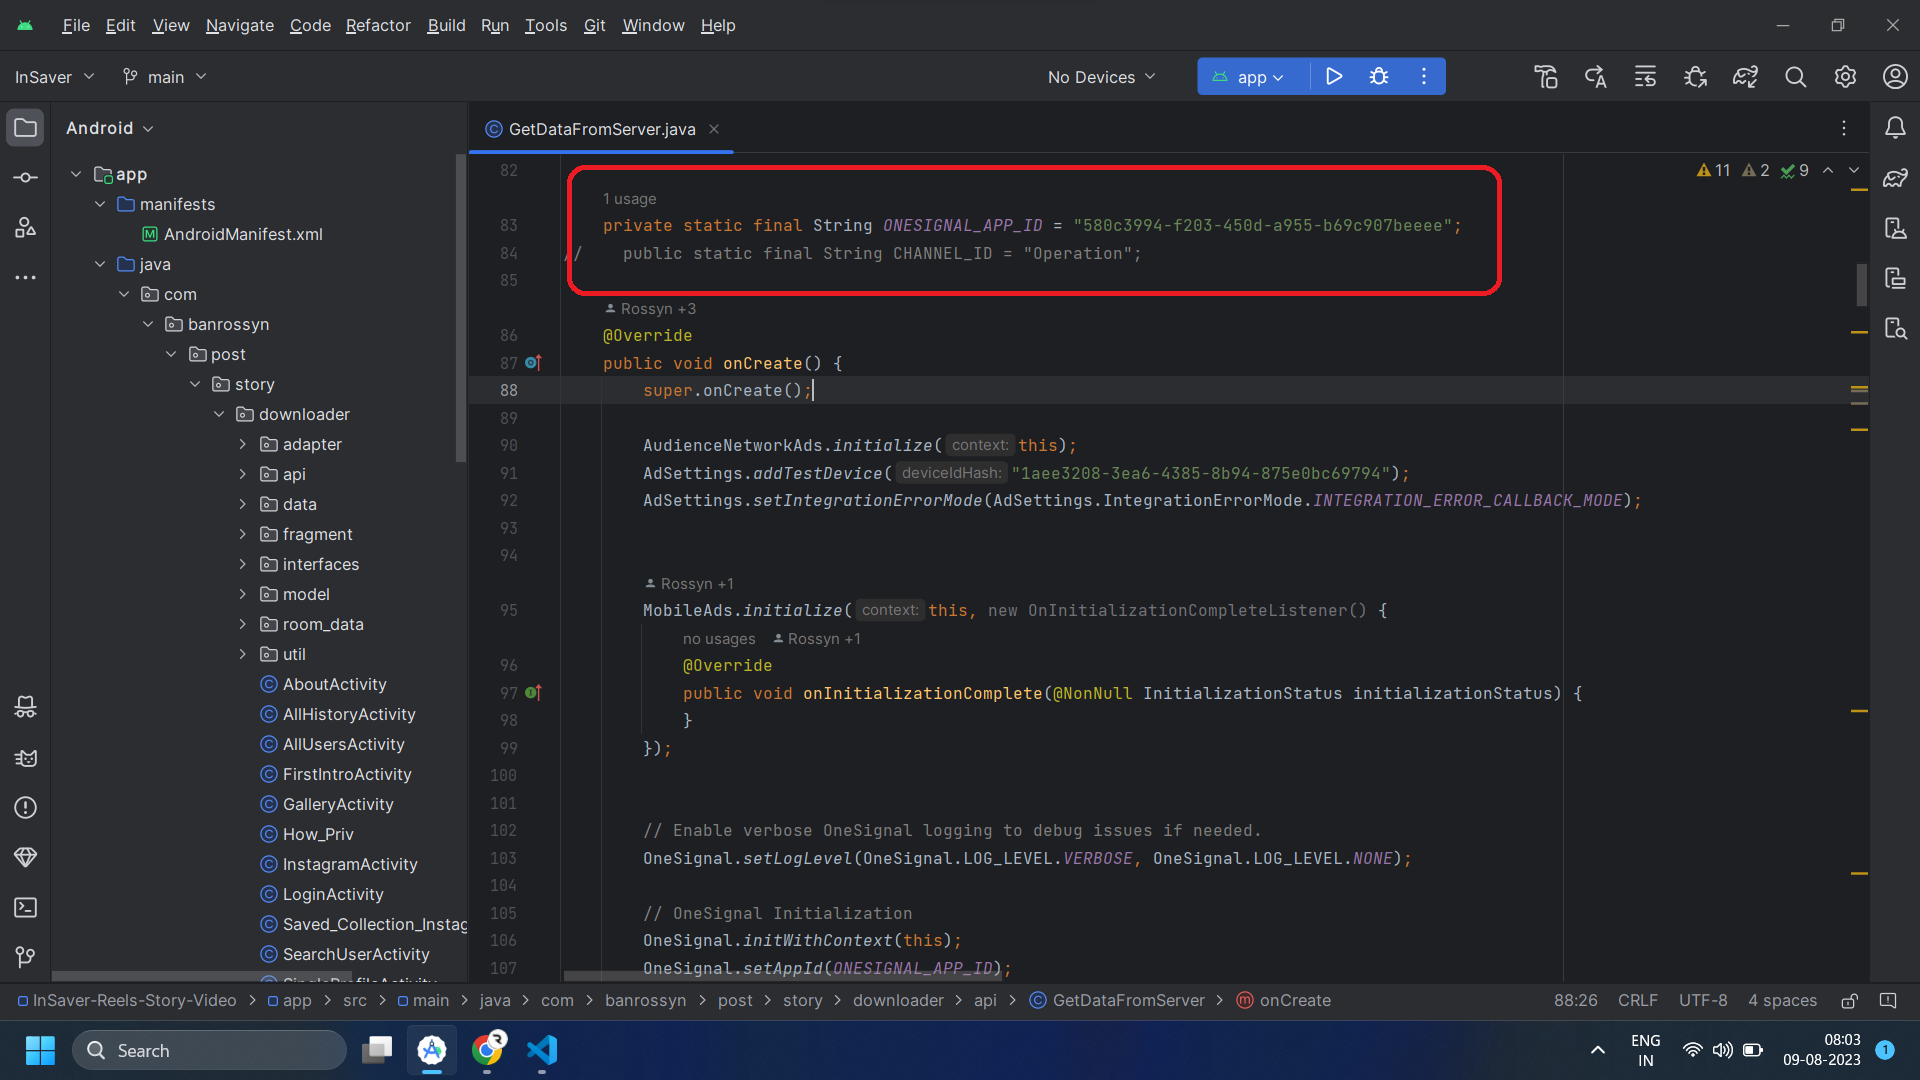 File Edit View Navigate Code Refactor Build Run Tools Git Window Help
InSaver main No Devices app
Android
app
manifests
AndroidManifest.xml
java
com
banrossyn
post
story
downloader
adapter
api
data
fragment
interfaces
model
room_data
util
AboutActivity
AllHistoryActivity
AllUsersActivity
FirstIntroActivity
GalleryActivity
How_Priv
InstagramActivity
LoginActivity
Saved_Collection_Instag
SearchUserActivity
GetDataFromServer.java
11 2 9
82
1 usage
83 private static final String ONESIGNAL_APP_ID = "580c3994-f203-450d-a955-b69c907beeee";
84 // public static final String CHANNEL_ID = "Operation";
85
Rossyn +3
86 @Override
87 public void onCreate() {
88 super.onCreate();
89
90 AudienceNetworkAds.initialize( context: this);
91 AdSettings.addTestDevice( deviceIdHash: "1aee3208-3ea6-4385-8b94-875e0bc69794");
92 AdSettings.setIntegrationErrorMode(AdSettings.IntegrationErrorMode.INTEGRATION_ERROR_CALLBACK_MODE);
93
94
Rossyn +1
95 MobileAds.initialize( context: this, new OnInitializationCompleteListener() {
no usages Rossyn +1
96 @Override
97 public void onInitializationComplete(@NonNull InitializationStatus initializationStatus) {
98 }
99 });
100
101
102 // Enable verbose OneSignal logging to debug issues if needed.
103 OneSignal.setLogLevel(OneSignal.LOG_LEVEL.VERBOSE, OneSignal.LOG_LEVEL.NONE);
104
105 // OneSignal Initialization
106 OneSignal.initWithContext(this);
107 OneSignal.setAppId(ONESIGNAL_APP_ID);
InSaver-Reels-Story-Video > app > src > main > java > com > banrossyn > post > story > downloader > api > GetDataFromServer > onCreate 88:26 CRLF UTF-8 4 spaces
Search
ENG
IN
08:03
09-08-2023
1